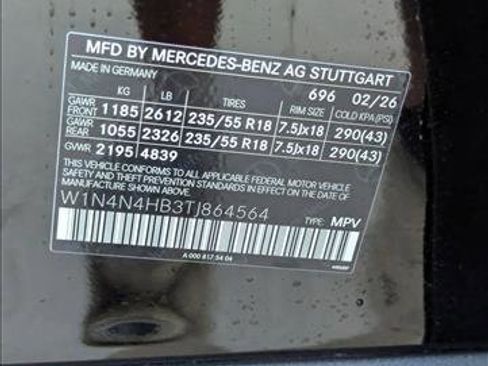 MFD BY MERCEDES-BENZ AG STUTTGART
MADE IN GERMANY 696 02/26
KG LB TIRES RIM SIZE COLD KPA(PSI)
GAWR FRONT 1185 2612 235/55 R18 7.5Jx18 290(43)
GAWR REAR 1055 2326 235/55 R18 7.5Jx18 290(43)
GVWR 2195 4839
THIS VEHICLE CONFORMS TO ALL APPLICABLE FEDERAL MOTOR VEHICLE
SAFETY AND THEFT PREVENTION STANDARDS IN EFFECT ON THE DATE OF
MANUFACTURE SHOWN ABOVE.
W1N4N4HB3TJ864564 TYPE: MPV
A 000 817 54 04